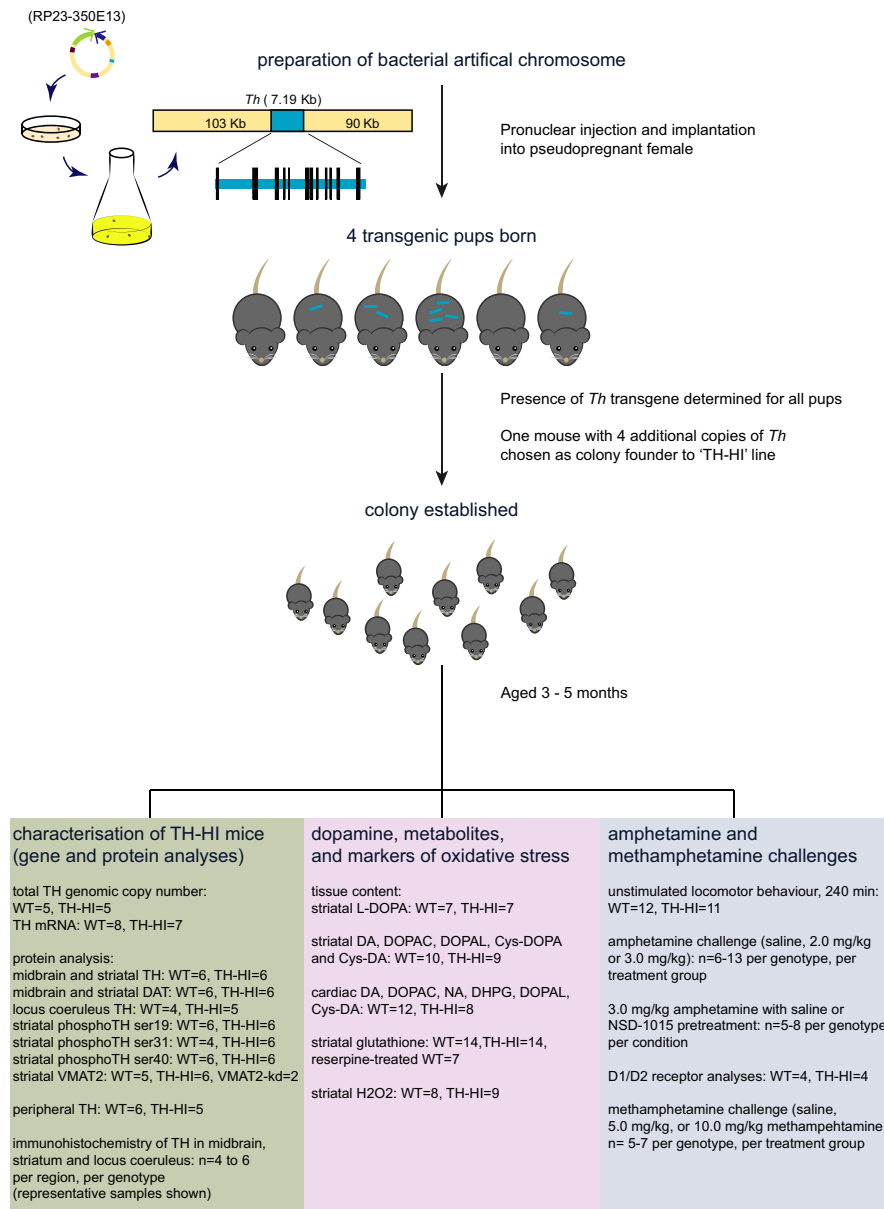 (RP23-350E13)
preparation of bacterial artifical chromosome
Th ( 7.19 Kb)
103 Kb
90 Kb
Pronuclear injection and implantation
into pseudopregnant female
4 transgenic pups born
Presence of Th transgene determined for all pups
One mouse with 4 additional copies of Th
chosen as colony founder to ‘TH-HI’ line
colony established
Aged 3 - 5 months
characterisation of TH-HI mice
(gene and protein analyses)
total TH genomic copy number:
WT=5, TH-HI=5
TH mRNA: WT=8, TH-HI=7
protein analysis:
midbrain and striatal TH: WT=6, TH-HI=6
midbrain and striatal DAT: WT=6, TH-HI=6
locus coeruleus TH: WT=4, TH-HI=5
striatal phosphoTH ser19: WT=6, TH-HI=6
striatal phosphoTH ser31: WT=4, TH-HI=6
striatal phosphoTH ser40: WT=6, TH-HI=6
striatal VMAT2: WT=5, TH-HI=6, VMAT2-kd=2
peripheral TH: WT=6, TH-HI=5
immunohistochemistry of TH in midbrain,
striatum and locus coeruleus: n=4 to 6
per region, per genotype
(representative samples shown)
dopamine, metabolites,
and markers of oxidative stress
tissue content:
striatal L-DOPA: WT=7, TH-HI=7
striatal DA, DOPAC, DOPAL, Cys-DOPA
and Cys-DA: WT=10, TH-HI=9
cardiac DA, DOPAC, NA, DHPG, DOPAL,
Cys-DA: WT=12, TH-HI=8
striatal glutathione: WT=14,TH-HI=14,
reserpine-treated WT=7
striatal H2O2: WT=8, TH-HI=9
amphetamine and
methamphetamine challenges
unstimulated locomotor behaviour, 240 min:
WT=12, TH-HI=11
amphetamine challenge (saline, 2.0 mg/kg
or 3.0 mg/kg): n=6-13 per genotype, per
treatment group
3.0 mg/kg amphetamine with saline or
NSD-1015 pretreatment: n=5-8 per genotype
per condition
D1/D2 receptor analyses: WT=4, TH-HI=4
methamphetamine challenge (saline,
5.0 mg/kg, or 10.0 mg/kg methampehtamine
n= 5-7 per genotype, per treatment group